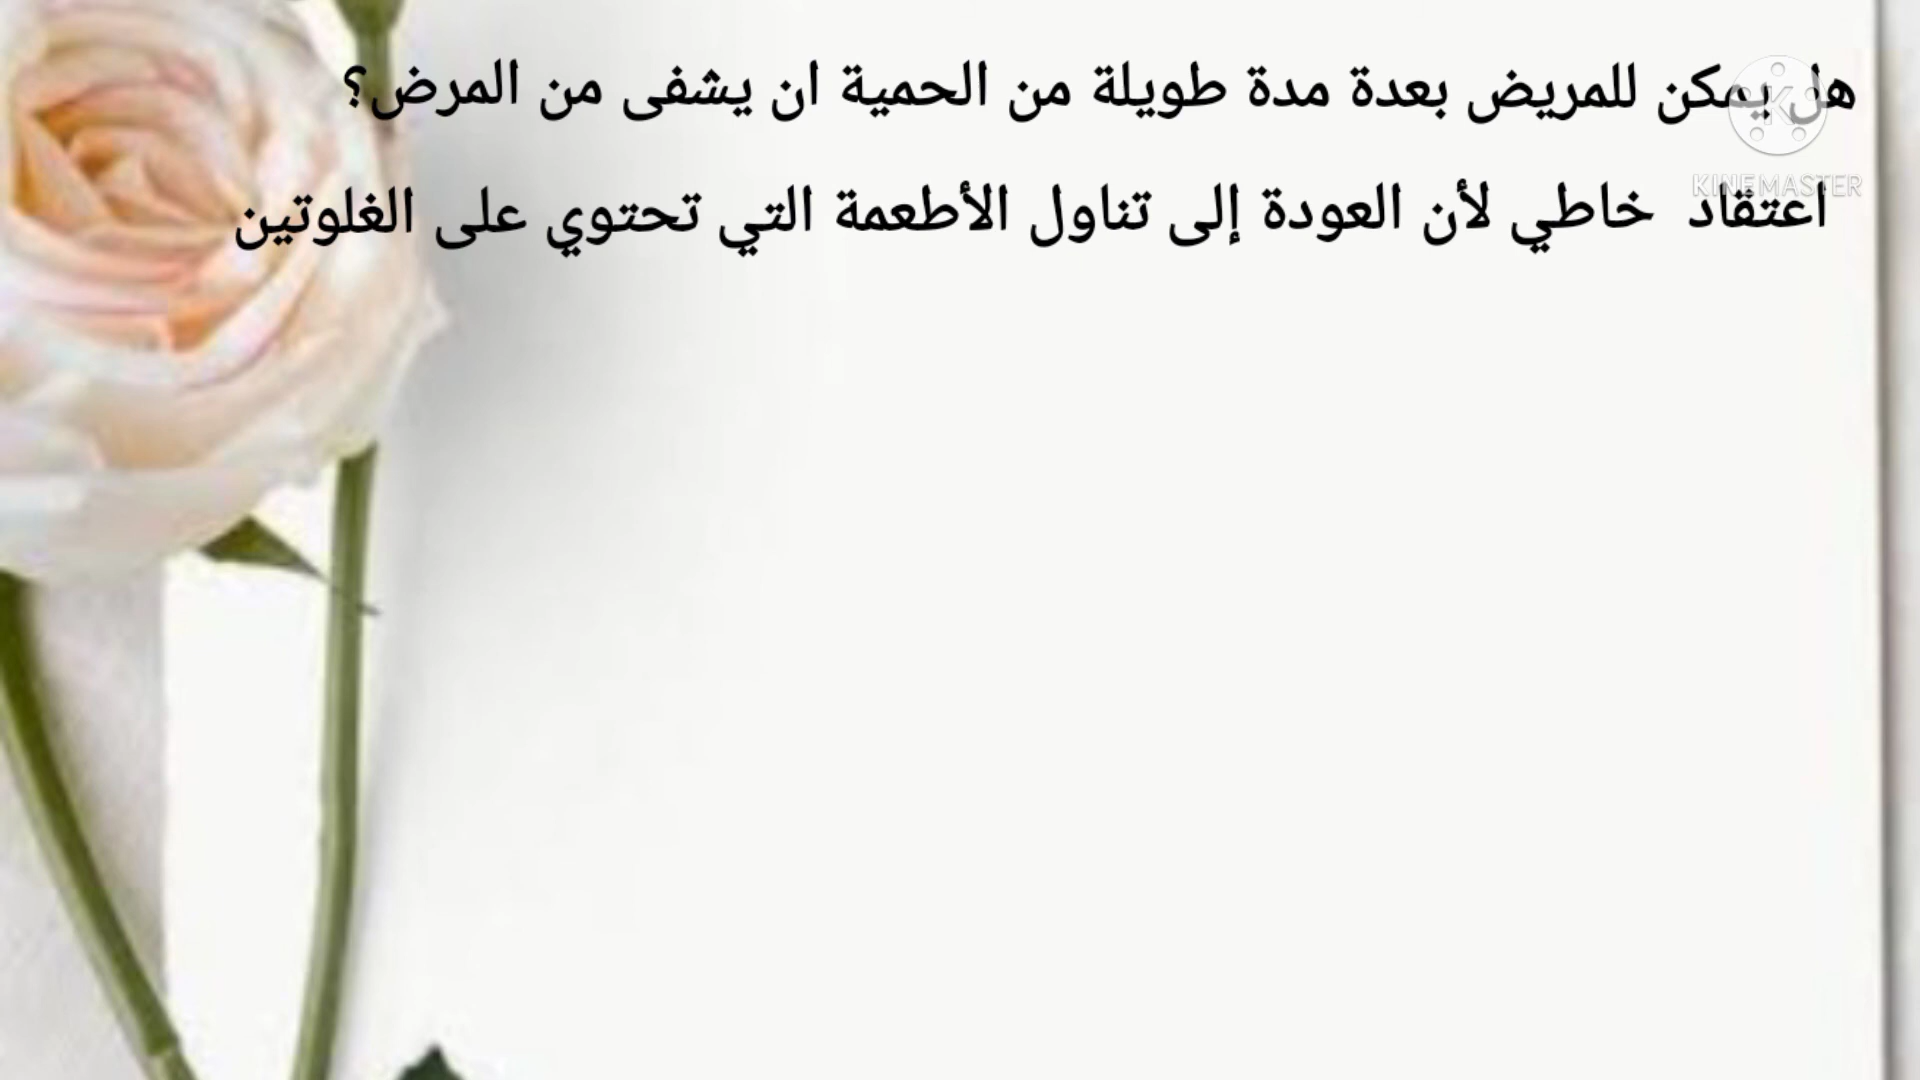 هل يمكن للمريض بعدة مدة طويلة من الحمية ان يشفى من المرض؟
KINEMASTER
اعتقاد خاطي لأن العودة إلى تناول الأطعمة التي تحتوي على الغلوتين